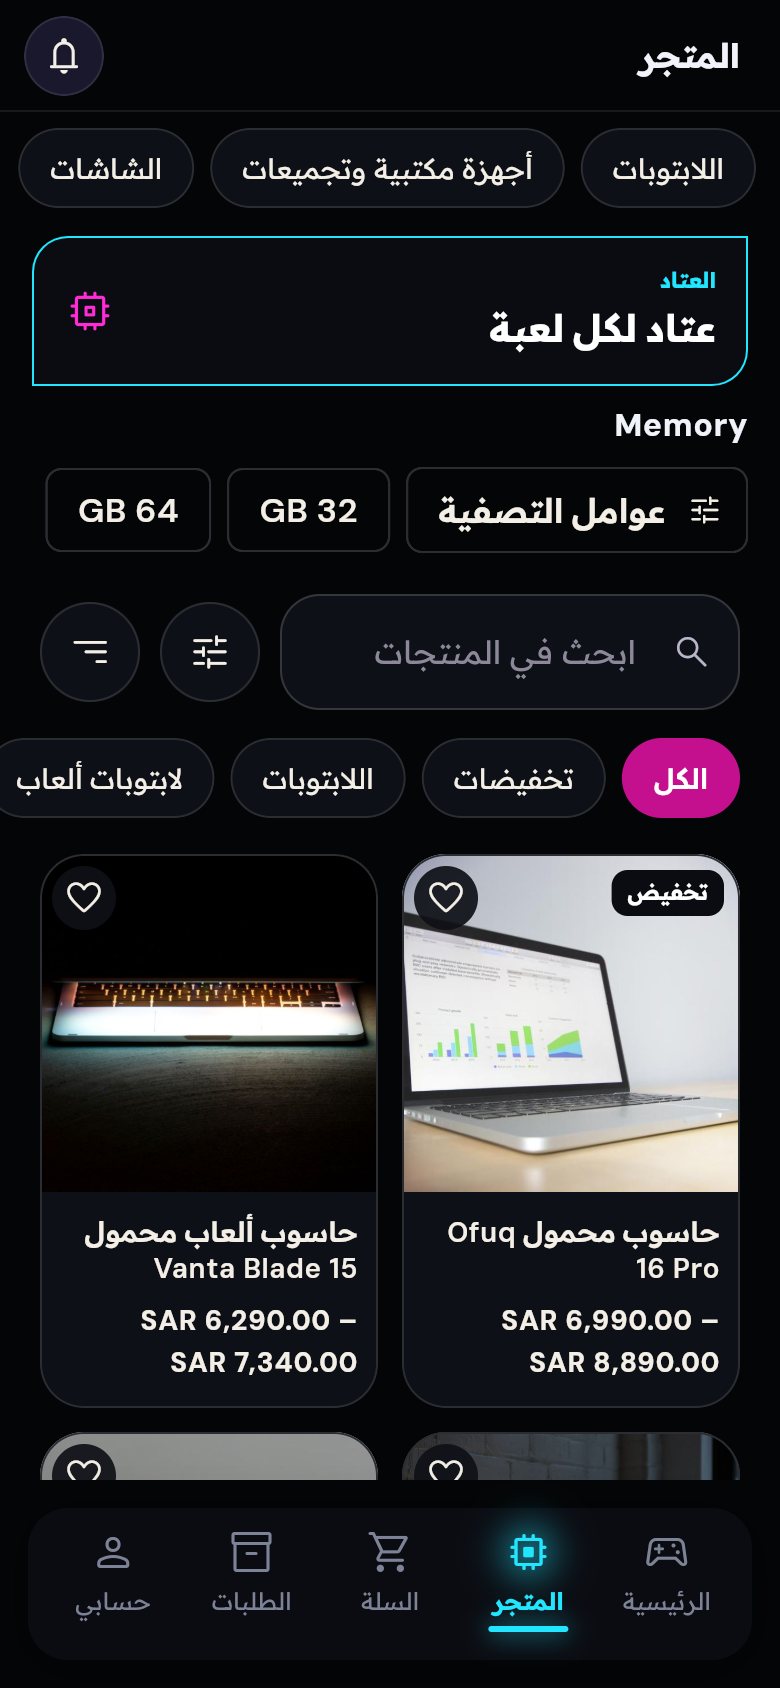 المتجر
اللابتوبات
أجهزة مكتبية وتجميعات
الشاشات
العتاد
عتاد لكل لعبة
Memory
عوامل التصفية
32 GB
64 GB
ابحث في المنتجات
الكل
تخفيضات
اللابتوبات
لابتوبات ألعاب
تخفيض
حاسوب محمول Ofuq
16 Pro
SAR 6,990.00 –
SAR 8,890.00
حاسوب ألعاب محمول
Vanta Blade 15
SAR 6,290.00 –
SAR 7,340.00
الرئيسية
المتجر
السلة
الطلبات
حسابي